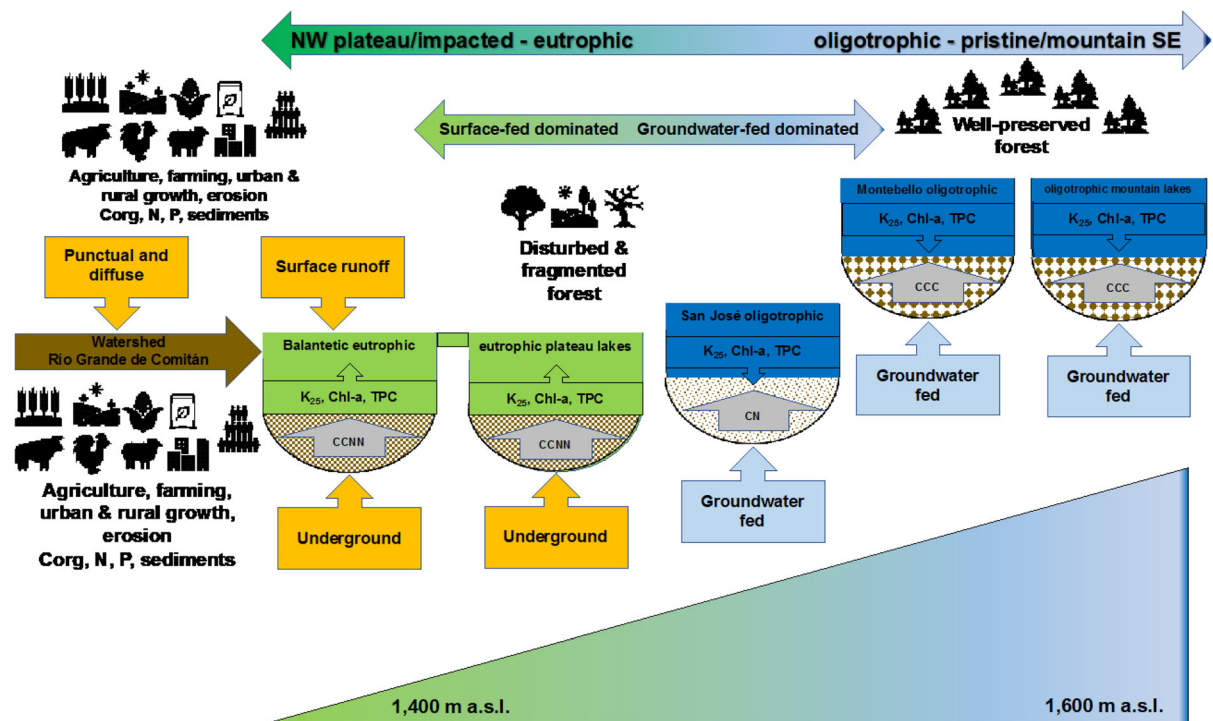 NW plateau/impacted - eutrophic
oligotrophic - pristine/mountain SE
Surface-fed dominated
Groundwater-fed dominated
Well-preserved
forest
Agriculture, farming, urban &
rural growth, erosion
Corg, N, P, sediments
Disturbed &
fragmented
forest
Punctual and
diffuse
Surface runoff
Watershed
Río Grande de Comitán
Balantetic eutrophic
K25, Chl-a, TPC
CCNN
eutrophic plateau lakes
K25, Chl-a, TPC
CCNN
San José oligotrophic
K25, Chl-a, TPC
CN
Montebello oligotrophic
K25, Chl-a, TPC
CCC
oligotrophic mountain lakes
K25, Chl-a, TPC
CCC
Agriculture, farming,
urban & rural growth,
erosion
Corg, N, P, sediments
Underground
Underground
Groundwater
fed
Groundwater
fed
Groundwater
fed
1,400 m a.s.l.
1,600 m a.s.l.